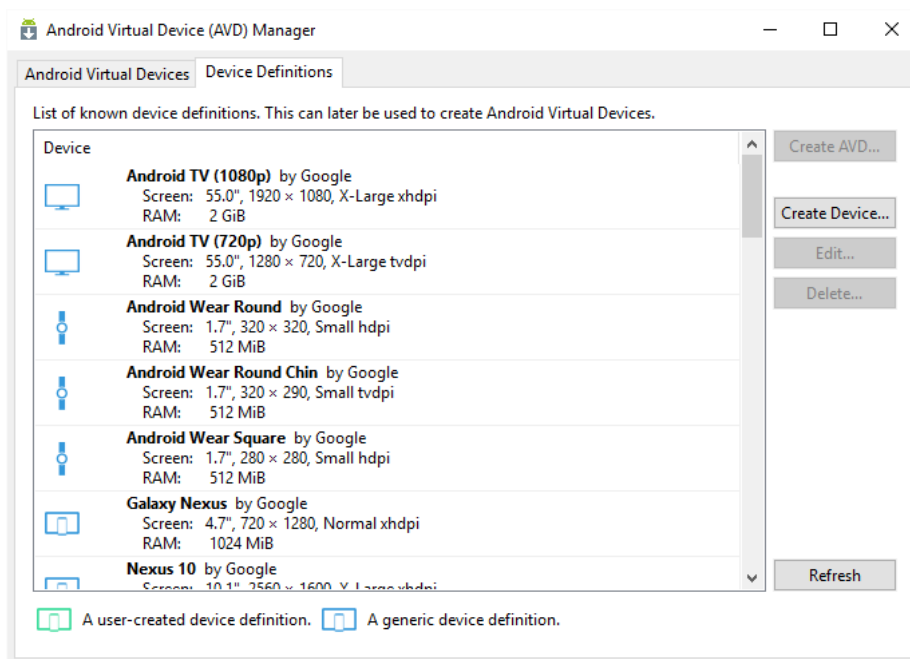 Android Virtual Device (AVD) Manager
Android Virtual Devices Device Definitions
List of known device definitions. This can later be used to create Android Virtual Devices.
Device
Create AVD...
Android TV (1080p) by Google
Screen: 55.0", 1920 × 1080, X-Large xhdpi
RAM: 2 GiB
Create Device...
Android TV (720p) by Google
Screen: 55.0", 1280 × 720, X-Large tvdpi
RAM: 2 GiB
Edit...
Delete...
Android Wear Round by Google
Screen: 1.7", 320 × 320, Small hdpi
RAM: 512 MiB
Android Wear Round Chin by Google
Screen: 1.7", 320 × 290, Small tvdpi
RAM: 512 MiB
Android Wear Square by Google
Screen: 1.7", 280 × 280, Small hdpi
RAM: 512 MiB
Galaxy Nexus by Google
Screen: 4.7", 720 × 1280, Normal xhdpi
RAM: 1024 MiB
Nexus 10 by Google
Screen: 10.1", 2560 × 1600, X-Large xhdpi
Refresh
A user-created device definition. A generic device definition.